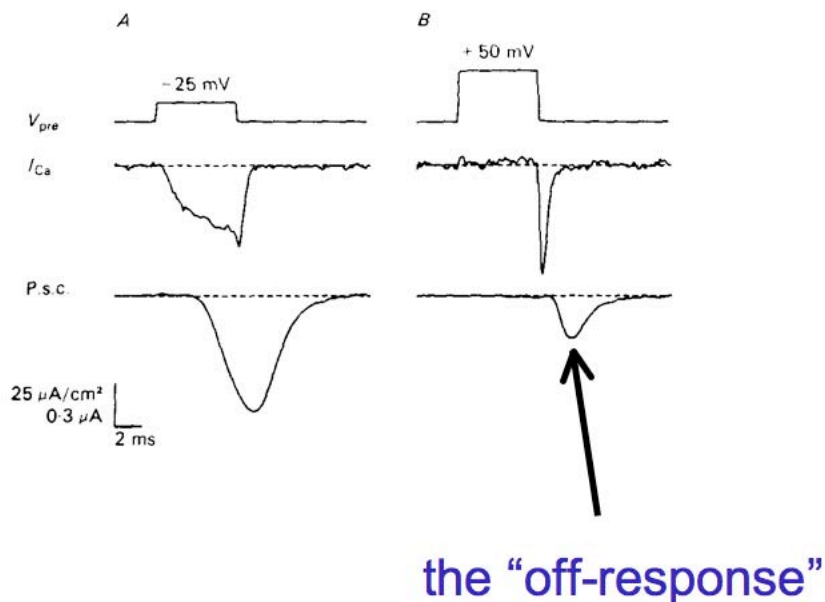 A
B
- 25 mV
+ 50 mV
Vpre
ICa
P.s.c.
25 μA/cm²
0·3 μA
2 ms
the “off-response”